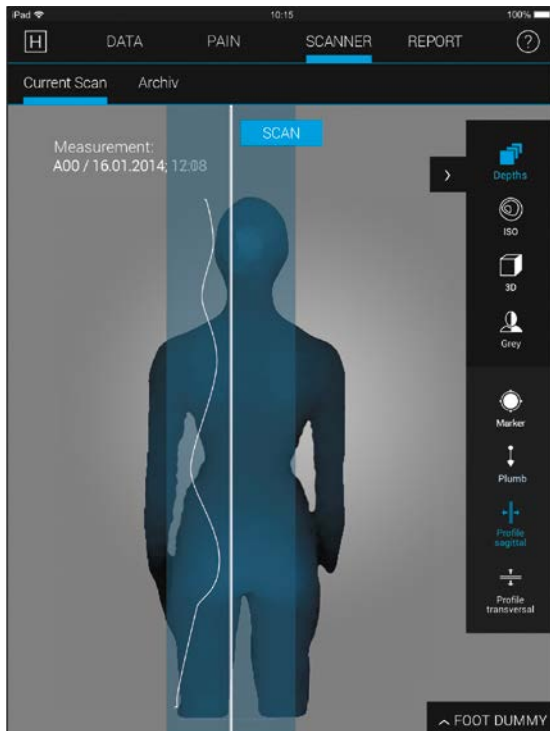 iPad 10:15 100%
H DATA PAIN SCANNER REPORT ?
Current Scan Archiv
SCAN
Measurement:
A00 / 16.01.2014; 12:08
Depths
ISO
3D
Grey
Marker
Plumb
Profile
sagittal
Profile
transversal
FOOT DUMMY